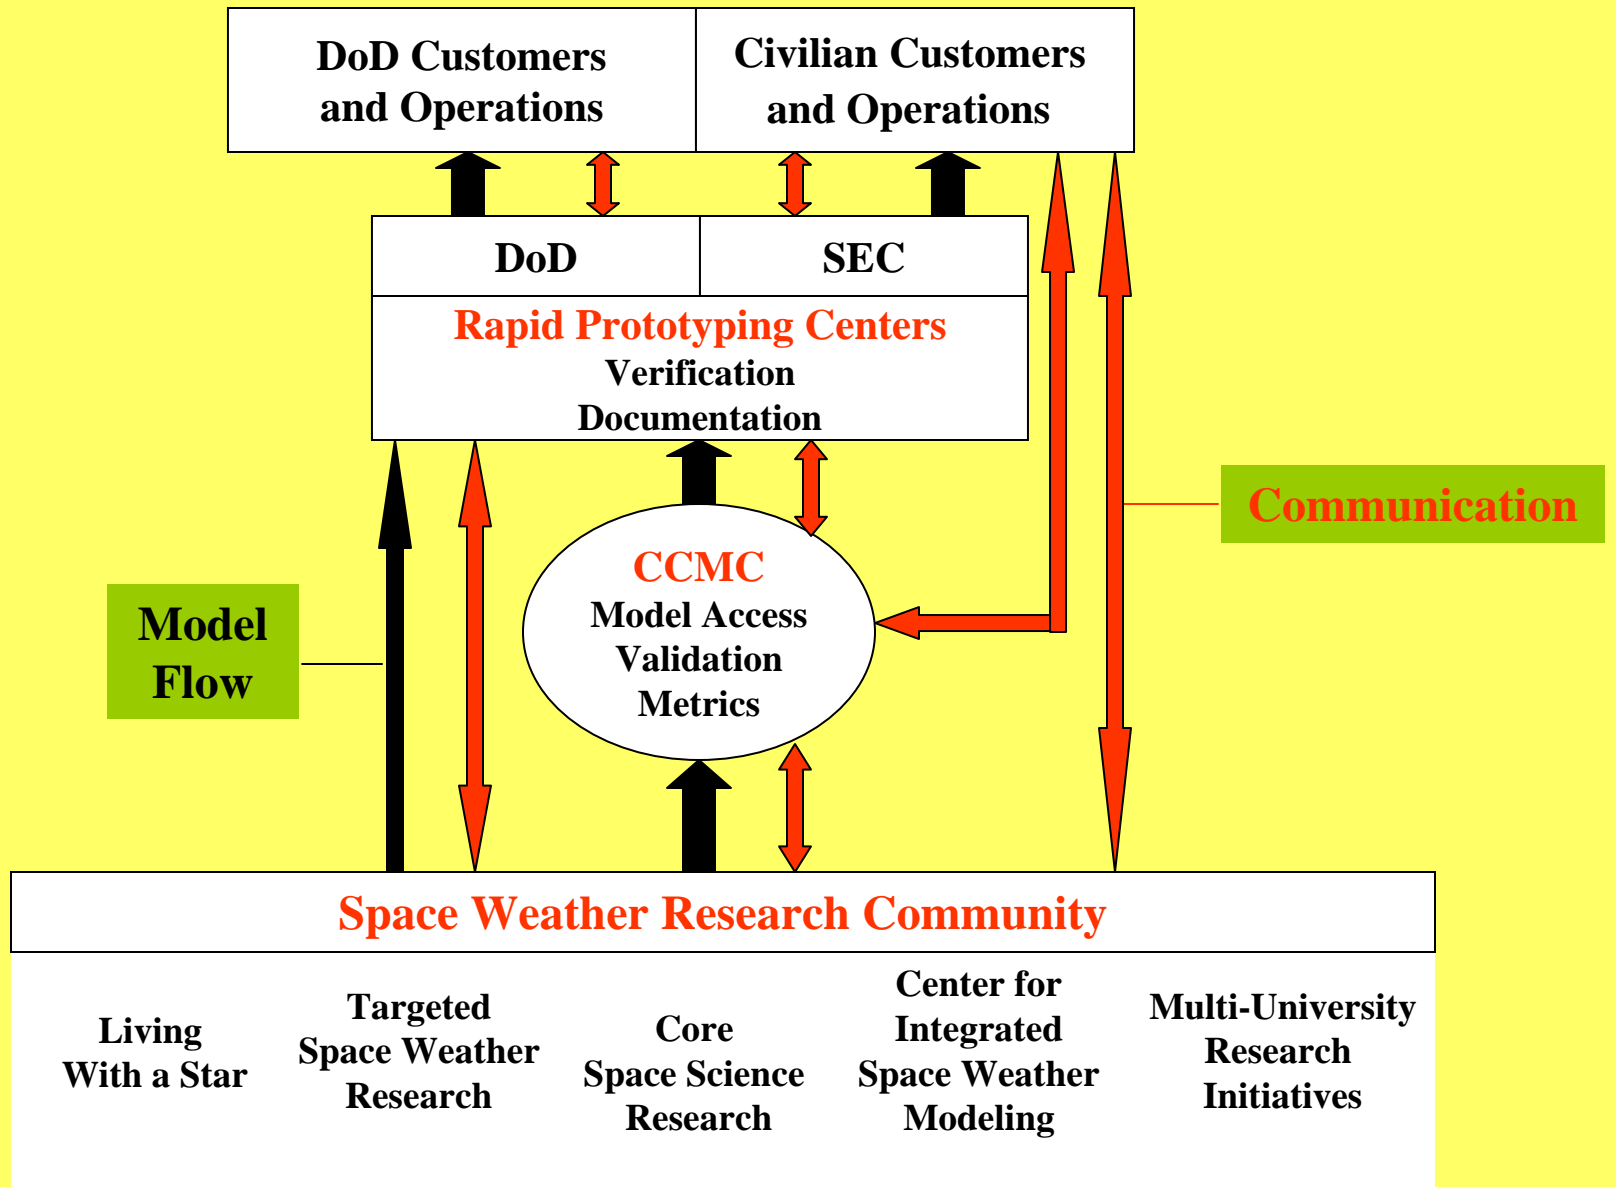 DoD Customers
and Operations
Civilian Customers
and Operations
DoD
SEC
Rapid Prototyping Centers
Verification
Documentation
Communication
CCMC
Model Access
Validation
Metrics
Model
Flow
Space Weather Research Community
Living
With a Star
Targeted
Space Weather
Research
Core
Space Science
Research
Center for
Integrated
Space Weather
Modeling
Multi-University
Research
Initiatives